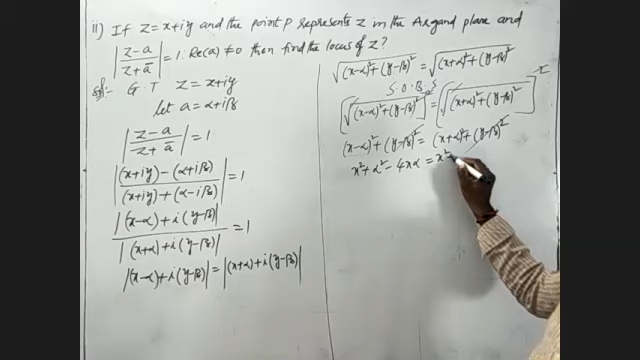 ii) If Z = x+iy and the point P represents Z in the Argand plane and
|z-a / z+ā| = 1. Re(a) ≠ 0 then find the locus of Z?
Sol:- G.T Z = x+iy
let a = α+iβ
|z-a / z+ā| = 1
|(x+iy)-(α+iβ)| / |(x+iy)+(α-iβ)| = 1
|(x-α)+i(y-β)| / |(x+α)+i(y-β)| = 1
|(x-α)+i(y-β)| = |(x+α)+i(y-β)|
√(x-α)²+(y-β)² = √(x+α)²+(y-β)²
S.O.B.S
[√(x-α)²+(y-β)²]² = [√(x+α)²+(y-β)²]²
(x-α)²+(y-β)² = (x+α)²+(y-β)²
x²+α²-4xα = x²